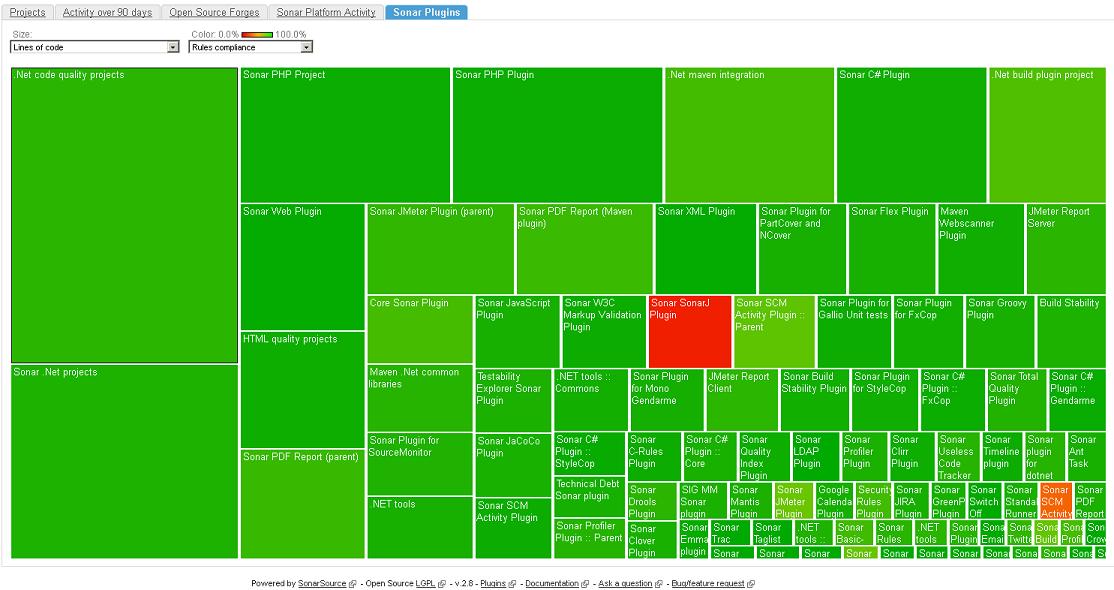 Projects Activity over 90 days Open Source Forges Sonar Platform Activity Sonar Plugins
Size: Color: 0.0% 100.0%
Lines of code Rules compliance
.Net code quality projects
Sonar PHP Project
Sonar PHP Plugin
.Net maven integration
Sonar C# Plugin
.Net build plugin project
Sonar Web Plugin
Sonar JMeter Plugin (parent)
Sonar PDF Report (Maven
plugin)
Sonar XML Plugin
Sonar Plugin for
PartCover and
NCover
Sonar Flex Plugin
Maven
Webscanner
Plugin
JMeter Report
Server
Core Sonar Plugin
Sonar JavaScript
Plugin
Sonar W3C
Markup Validation
Plugin
Sonar SonarJ
Plugin
Sonar SCM
Activity Plugin ::
Parent
Sonar Plugin for
Gallio Unit tests
Sonar Plugin
for FxCop
Sonar Groovy
Plugin
Build Stability
HTML quality projects
Sonar .Net projects
Maven .Net common
libraries
Testability
Explorer Sonar
Plugin
.NET tools ::
Commons
Sonar Plugin
for Mono
Gendarme
JMeter Report
Client
Sonar Build
Stability Plugin
Sonar Plugin
for StyleCop
Sonar C#
Plugin ::
FxCop
Sonar Total
Quality
Plugin
Sonar C#
Plugin ::
Gendarme
Sonar PDF Report (parent)
Sonar Plugin for
SourceMonitor
Sonar JaCoCo
Plugin
Sonar C#
Plugin ::
StyleCop
Sonar
C-Rules
Plugin
Sonar C#
Plugin ::
Core
Sonar
Quality
Index
Plugin
Sonar
LDAP
Plugin
Sonar
Profiler
Plugin
Sonar
Clirr
Plugin
Sonar
Useless
Code
Tracker
Sonar
Timeline
plugin
Sonar
plugin
for
dotnet
Sonar
Ant
Task
.NET tools
Sonar SCM
Activity Plugin
Technical Debt
Sonar plugin
Sonar
Drools
Plugin
SIG MM
Sonar
plugin
Sonar
Mantis
Plugin
Sonar
JMeter
Plugin
Google
Calenda
Plugin
Security
Rules
Plugin
Sonar
JIRA
Plugin
Sonar
GreenP
Plugin
Sonar
Switch
Off
Sonar
Standal
Runner
Sonar
SCM
Activity
Sonar
PDF
Report
Sonar Profiler
Plugin :: Parent
Sonar
Clover
Plugin
Sonar
Emma
plugin
Sonar
Trac
Sonar
Taglist
.NET
tools ::
Sonar
Basic-
Sonar
Rules
.NET
tools
Sonar
Plugin
Sona
Emai
Sona
Twitte
Sona
Build
Sona
Profil
Sona
Crow
Sonar
Sonar
Sonar
Sonar
Sonar
Sonar
Sonar
Sonar
Powered by SonarSource - Open Source LGPL - v.2.8 - Plugins - Documentation - Ask a question - Bug/feature request